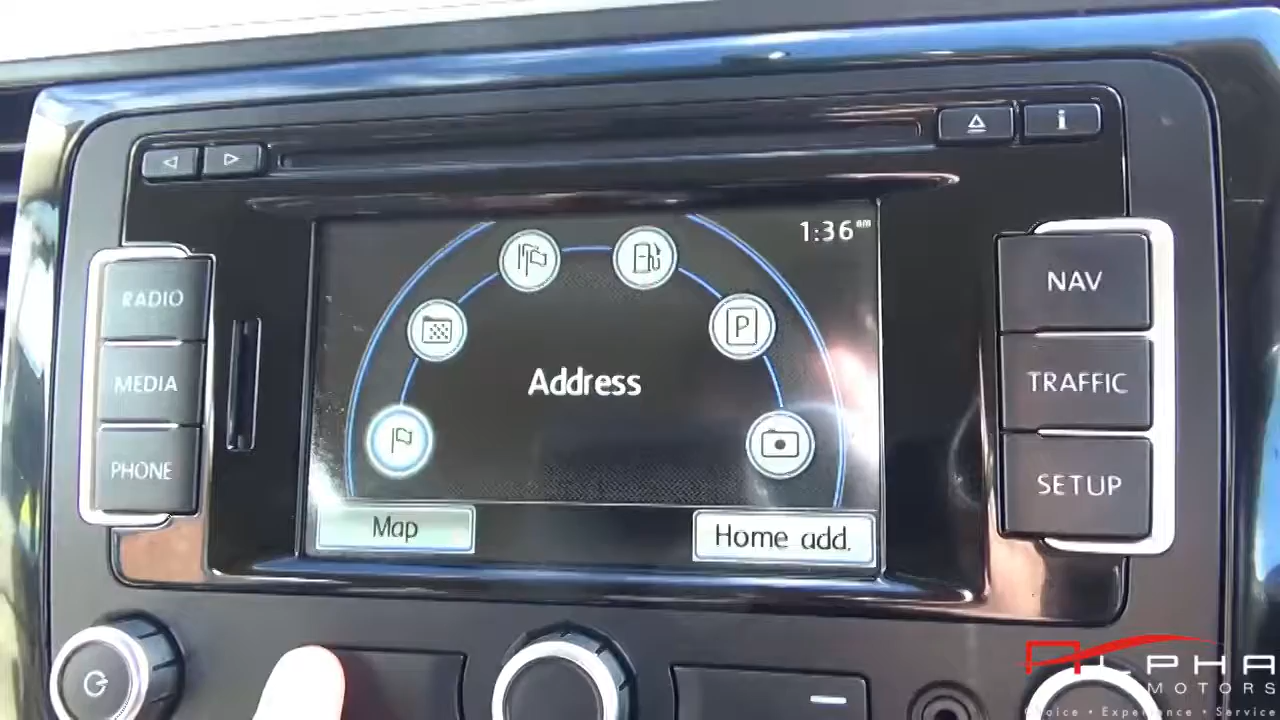 i
1:36 am
RADIO
NAV
P
MEDIA
Address
TRAFFIC
PHONE
SETUP
Map
Home add.
ALPHA
MOTORS
Choice • Experience • Service